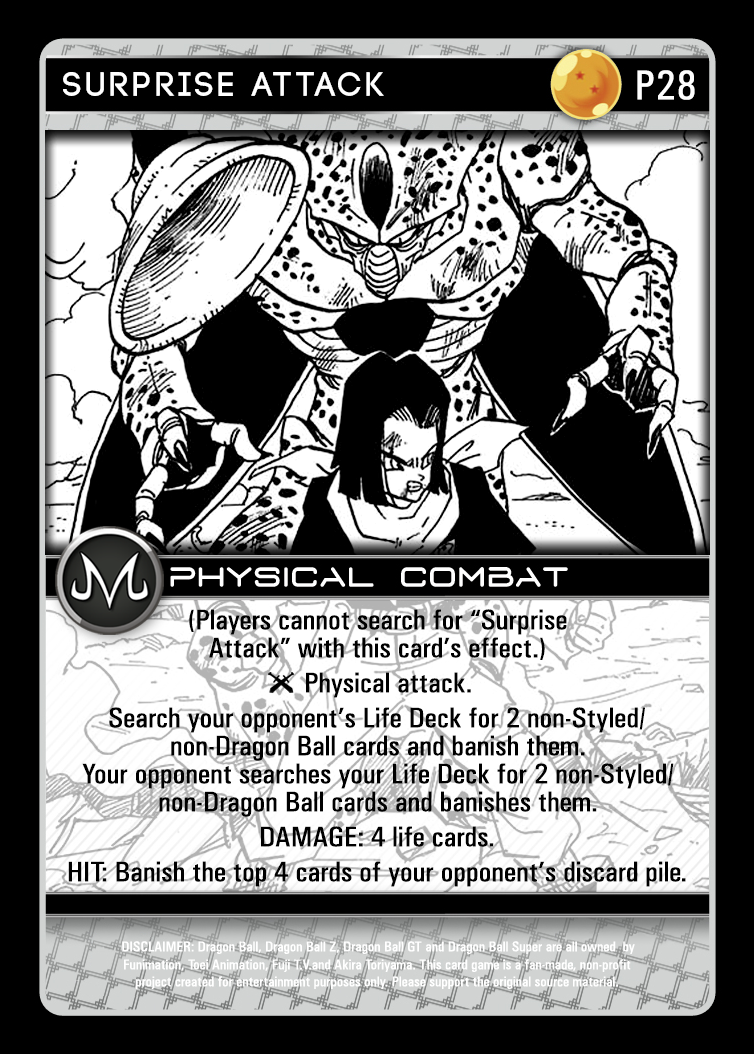 SURPRISE ATTACK
P28
PHYSICAL COMBAT
(Players cannot search for “Surprise
Attack” with this card’s effect.)
Physical attack.
Search your opponent’s Life Deck for 2 non-Styled/
non-Dragon Ball cards and banish them.
Your opponent searches your Life Deck for 2 non-Styled/
non-Dragon Ball cards and banishes them.
DAMAGE: 4 life cards.
HIT: Banish the top 4 cards of your opponent’s discard pile.
DISCLAIMER: Dragon Ball, Dragon Ball Z, Dragon Ball GT and Dragon Ball Super are all owned by
Funimation, Toei Animation, Fuji T.V.and Akira Toriyama. This card game is a fan-made, non-profit
project created for entertainment purposes only. Please support the original source material.